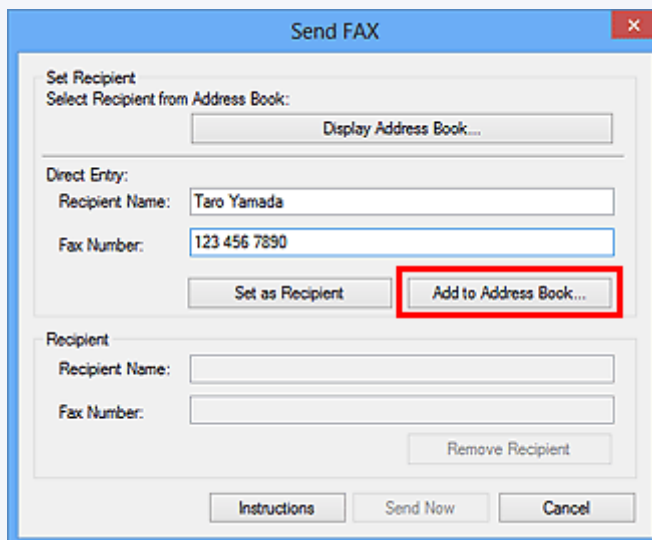 Send FAX
Set Recipient
Select Recipient from Address Book:
Display Address Book...
Direct Entry:
Recipient Name: Taro Yamada
Fax Number: 123 456 7890
Set as Recipient Add to Address Book...
Recipient
Recipient Name:
Fax Number:
Remove Recipient
Instructions Send Now Cancel